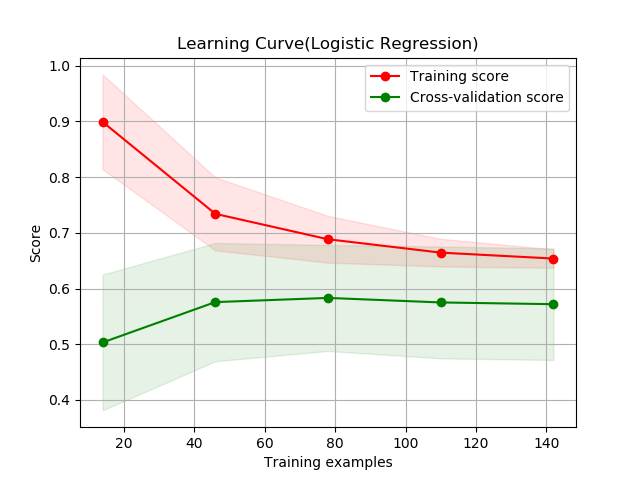 Learning Curve(Logistic Regression)
Training score
Cross-validation score
1.0
0.9
0.8
0.7
0.6
0.5
0.4
Score
20 40 60 80 100 120 140
Training examples